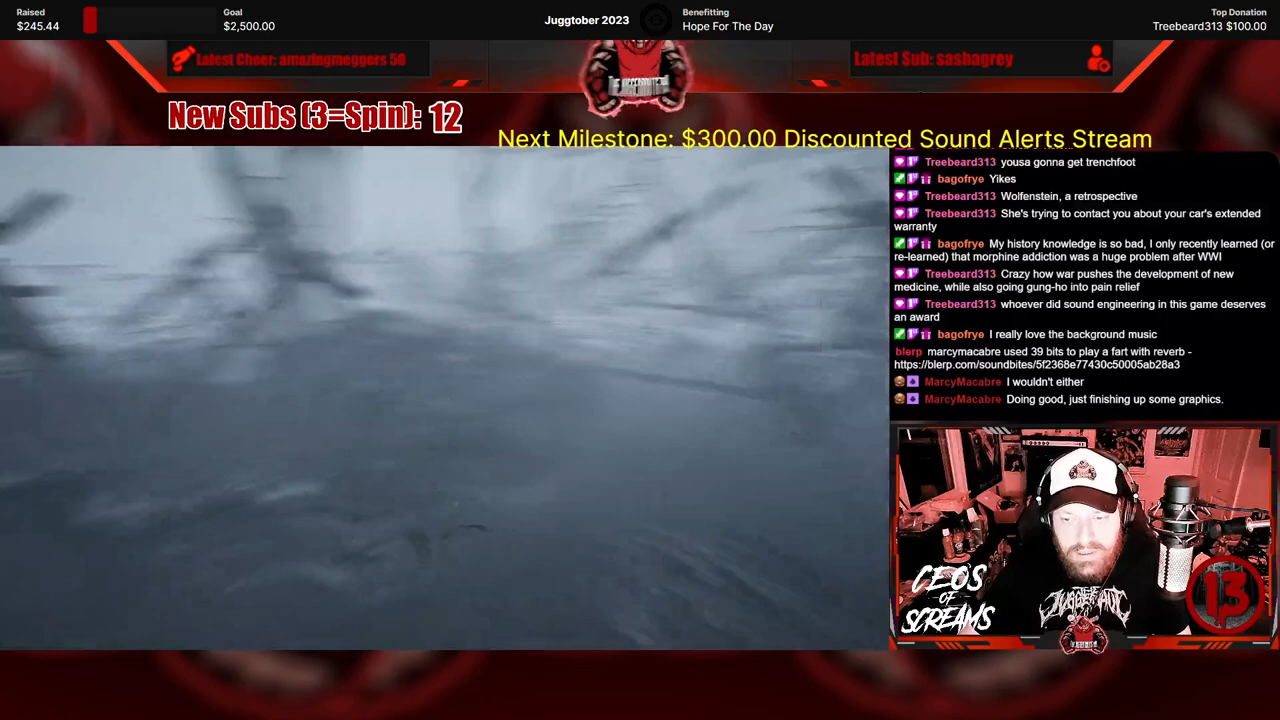 Raised
$245.44
Goal
$2,500.00
Juggtober 2023
Benefitting
Hope For The Day
Top Donation
Treebeard313 $100.00
Latest Cheer: amazingmeggers 50
Latest Sub: sashagrey
New Subs (3=Spin): 12
Next Milestone: $300.00 Discounted Sound Alerts Stream
Treebeard313 yousa gonna get trenchfoot
bagofrye Yikes
Treebeard313 Wolfenstein, a retrospective
Treebeard313 She's trying to contact you about your car's extended
warranty
bagofrye My history knowledge is so bad, I only recently learned (or
re-learned) that morphine addiction was a huge problem after WWI
Treebeard313 Crazy how war pushes the development of new
medicine, while also going gung-ho into pain relief
Treebeard313 whoever did sound engineering in this game deserves
an award
bagofrye I really love the background music
blerp marcymacabre used 39 bits to play a fart with reverb -
https://blerp.com/soundbites/5f2368e77430c50005ab28a3
MarcyMacabre I wouldn't either
MarcyMacabre Doing good, just finishing up some graphics.
CEOS
OF
SCREAMS
13